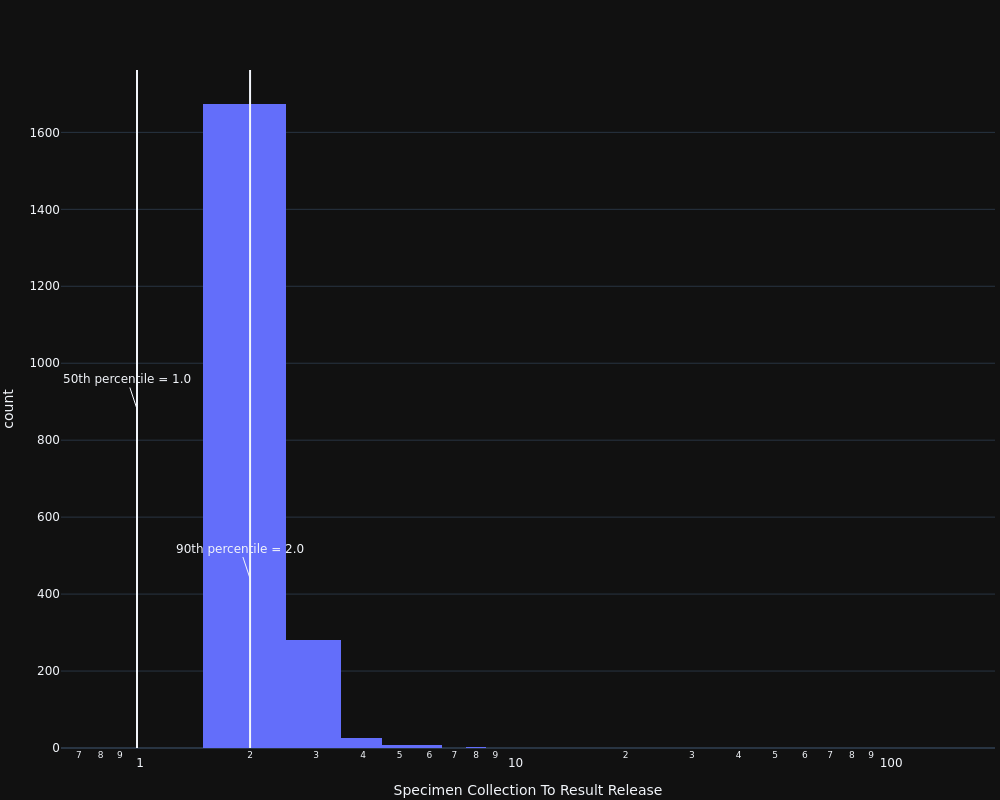 1600
1400
1200
1000
50th percentile = 1.0
count
800
600
90th percentile = 2.0
400
200
0
7 8 9 2 3 4 5 6 7 8 9 2 3 4 5 6 7 8 9
1 10 100
Specimen Collection To Result Release